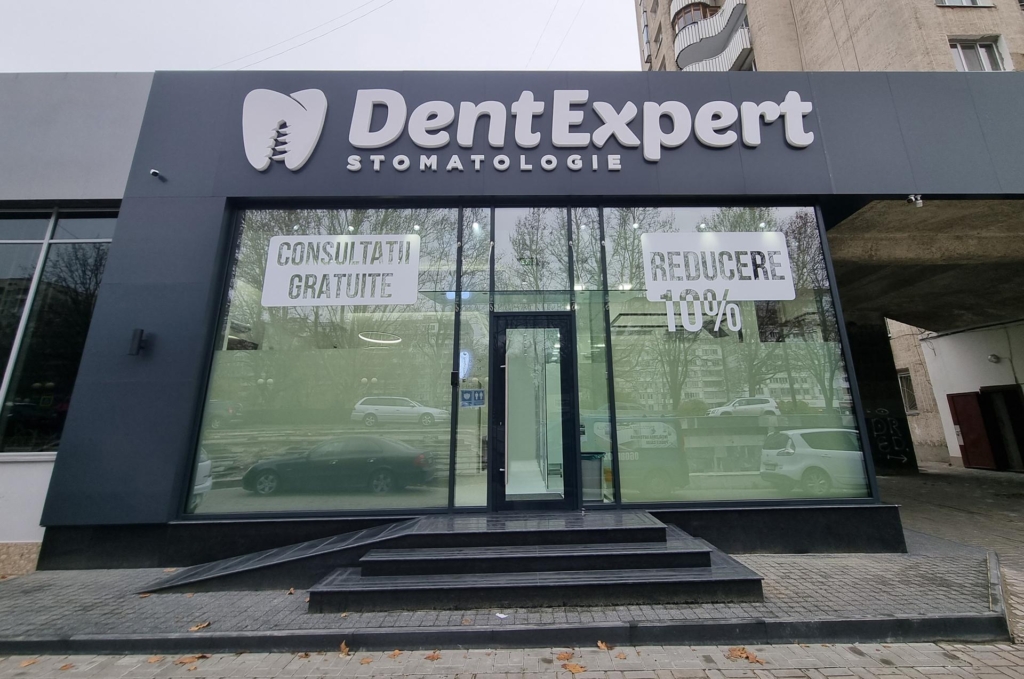 DentExpert
STOMATOLOGIE
CONSULTATII
GRATUITE
REDUCERE
10%